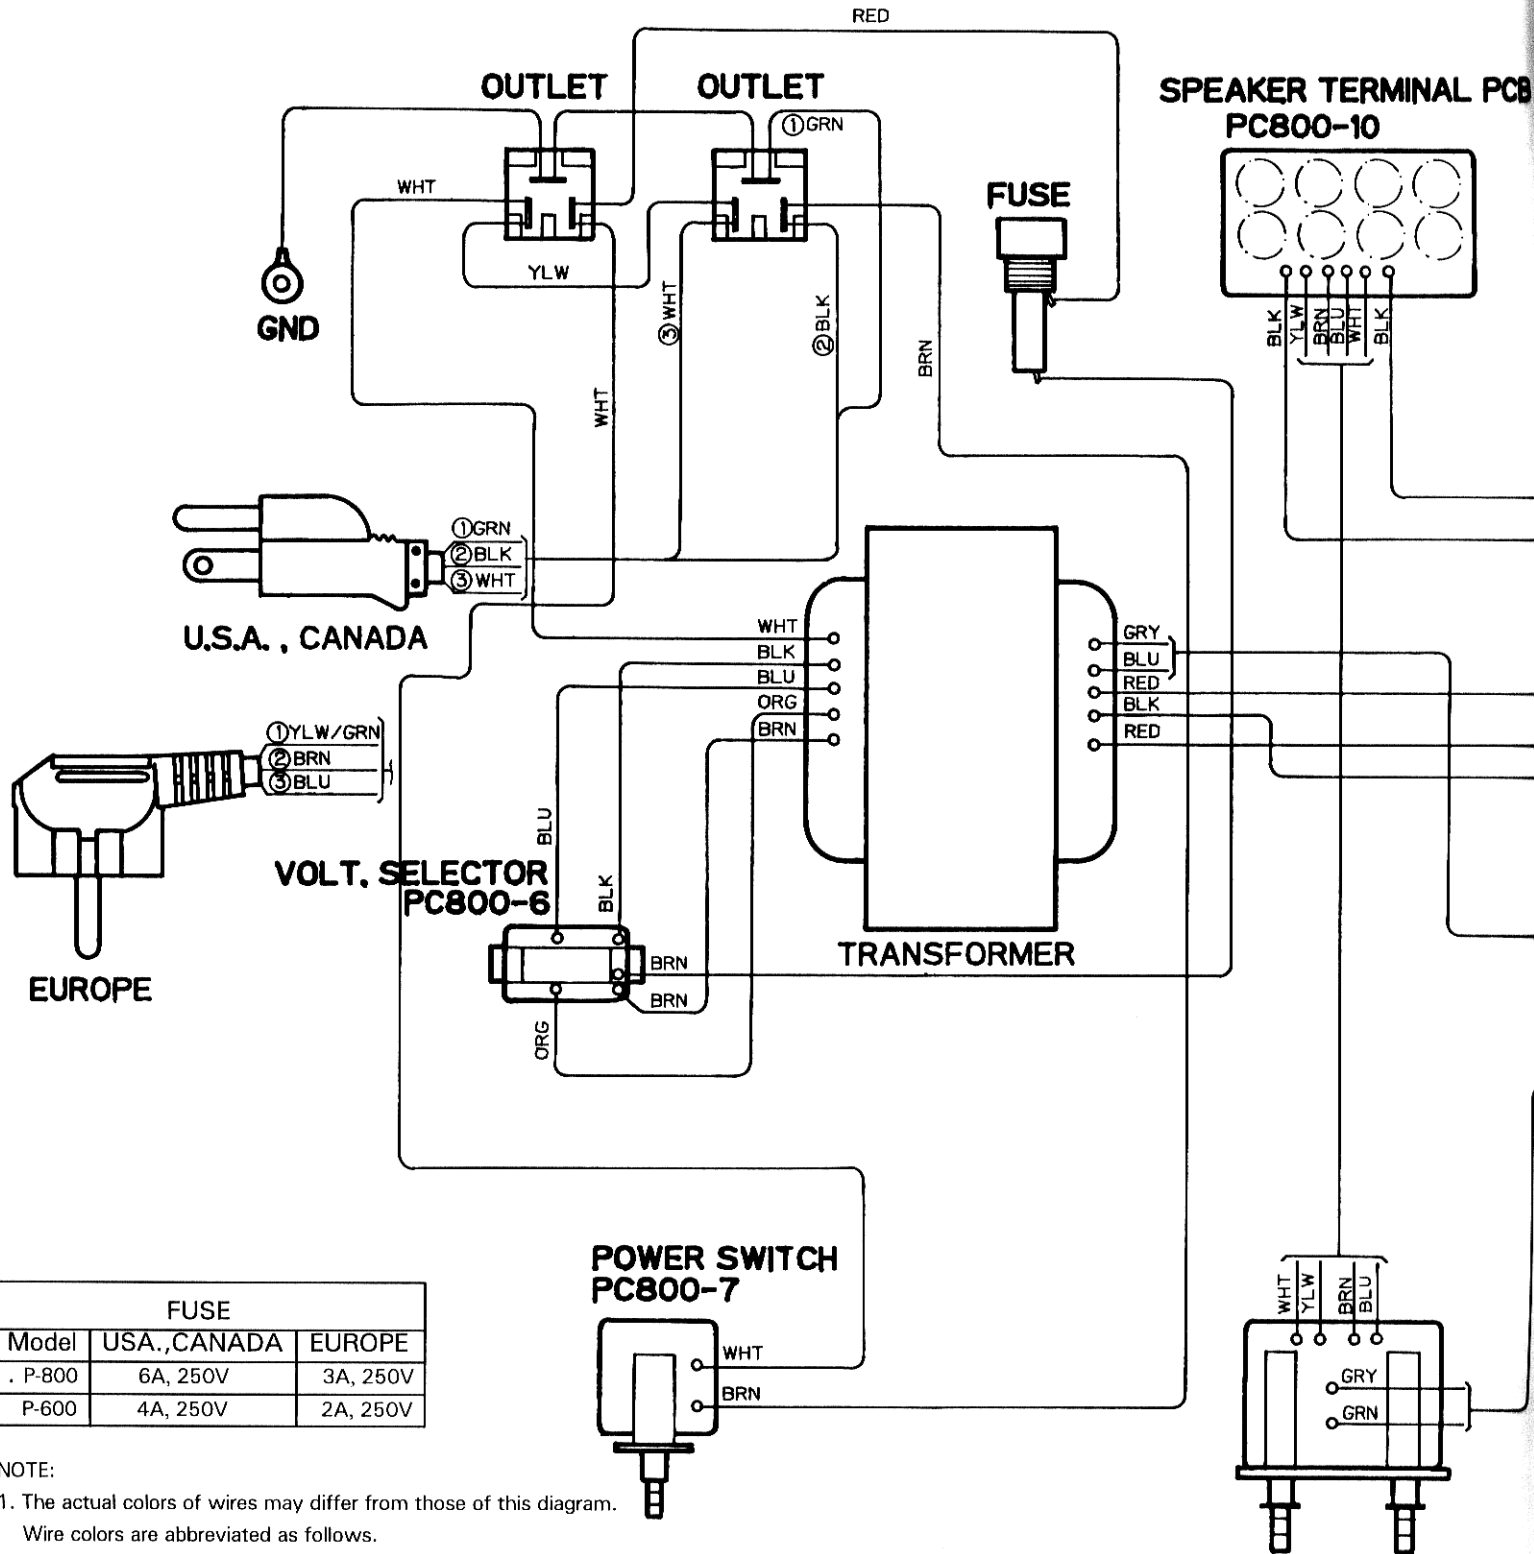 RED
OUTLET
OUTLET
SPEAKER TERMINAL PCB
PC800-10
①GRN
WHT
FUSE
YLW
GND
③WHT
②BLK
BRN
BLK
YLW
BRN
BLU
WHT
BLK
WHT
①GRN
②BLK
③WHT
U.S.A. , CANADA
WHT
BLK
BLU
ORG
BRN
GRY
BLU
RED
BLK
RED
①YLW/GRN
②BRN
③BLU
EUROPE
BLU
BLK
VOLT. SELECTOR
PC800-6
BRN
BRN
ORG
TRANSFORMER
POWER SWITCH
PC800-7
WHT
BRN
WHT
YLW
BRN
BLU
GRY
GRN
FUSE
Model USA.,CANADA EUROPE
. P-800 6A, 250V 3A, 250V
P-600 4A, 250V 2A, 250V
NOTE:
1. The actual colors of wires may differ from those of this diagram.
Wire colors are abbreviated as follows.